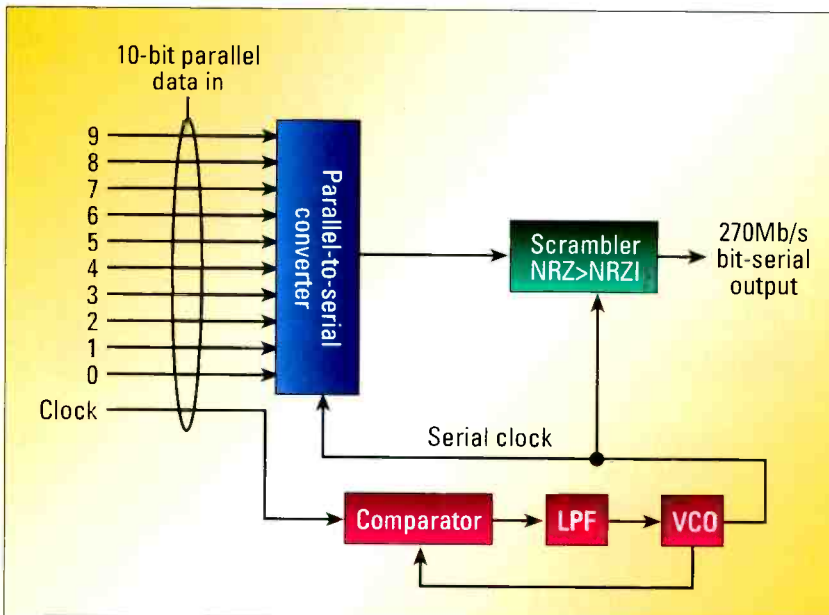 10-bit parallel
data in
9
8
7
6
5
4
3
2
1
0
Clock
Parallel-to-serial
converter
Scrambler
NRZ>NRZI
270Mb/s
bit-serial
output
Serial clock
Comparator
LPF
VCO